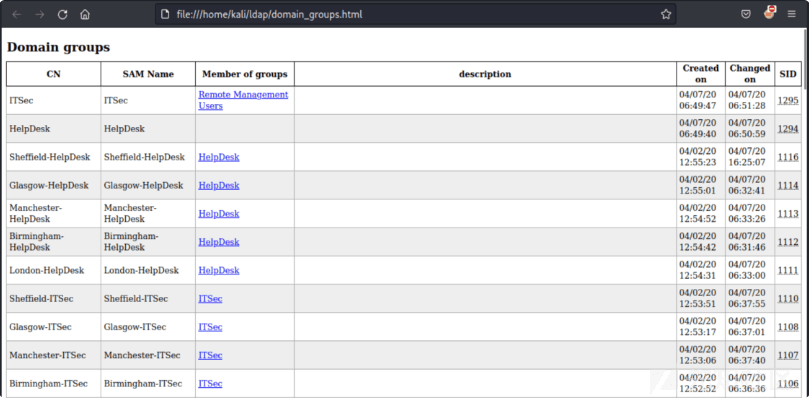 file:///home/kali/ldap/domain_groups.html
Domain groups
CN SAM Name Member of groups description Created on Changed on SID
ITSec ITSec Remote Management Users 04/07/20 06:49:47 04/07/20 06:51:28 1295
HelpDesk HelpDesk 04/07/20 06:49:40 04/07/20 06:50:59 1294
Sheffield-HelpDesk Sheffield-HelpDesk HelpDesk 04/02/20 12:55:23 04/07/20 16:25:07 1116
Glasgow-HelpDesk Glasgow-HelpDesk HelpDesk 04/02/20 12:55:01 04/07/20 06:32:41 1114
Manchester-HelpDesk Manchester-HelpDesk HelpDesk 04/02/20 12:54:52 04/07/20 06:33:26 1113
Birmingham-HelpDesk Birmingham-HelpDesk HelpDesk 04/02/20 12:54:42 04/07/20 06:31:46 1112
London-HelpDesk London-HelpDesk HelpDesk 04/02/20 12:54:31 04/07/20 06:33:00 1111
Sheffield-ITSec Sheffield-ITSec ITSec 04/02/20 12:53:51 04/07/20 06:37:55 1110
Glasgow-ITSec Glasgow-ITSec ITSec 04/02/20 12:53:17 04/07/20 06:37:01 1108
Manchester-ITSec Manchester-ITSec ITSec 04/02/20 12:53:06 04/07/20 06:37:40 1107
Birmingham-ITSec Birmingham-ITSec ITSec 04/02/20 12:52:52 04/07/20 06:36:36 1106